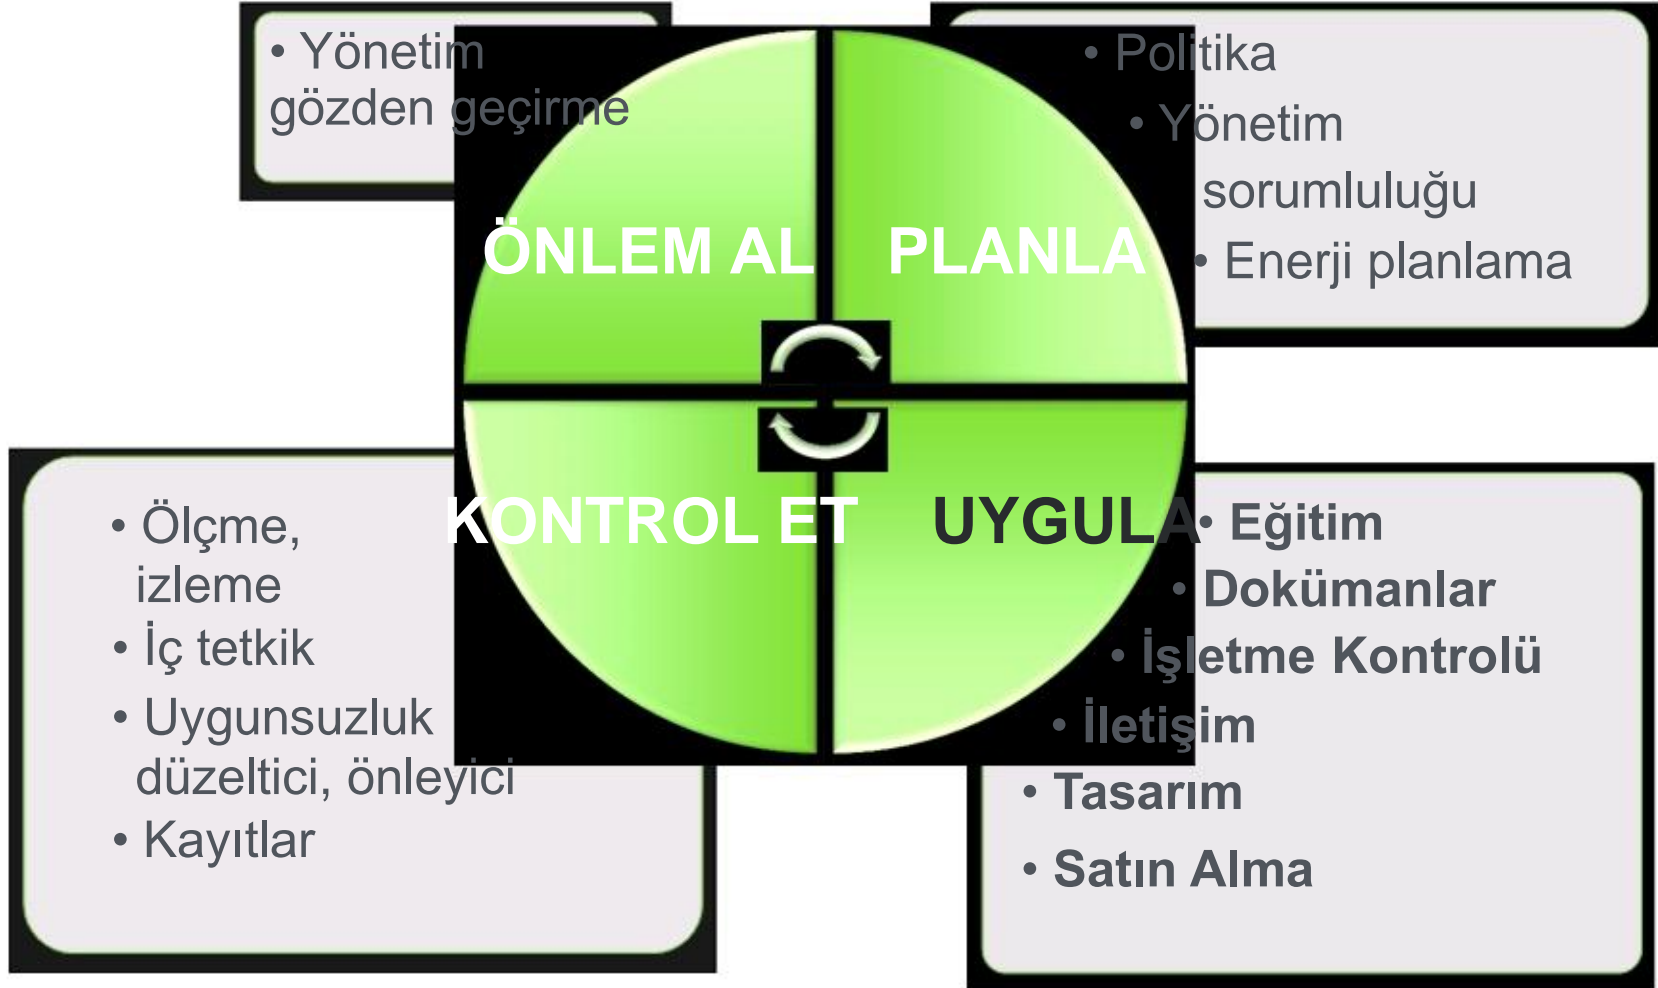 • Yönetim
gözden geçirme
• Politika
• Yönetim
sorumluluğu
• Enerji planlama
ÖNLEM AL
PLANLA
KONTROL ET
UYGULA
• Ölçme,
izleme
• İç tetkik
• Uygunsuzluk
düzeltici, önleyici
• Kayıtlar
• Eğitim
• Dokümanlar
• İşletme Kontrolü
• İletişim
• Tasarım
• Satın Alma